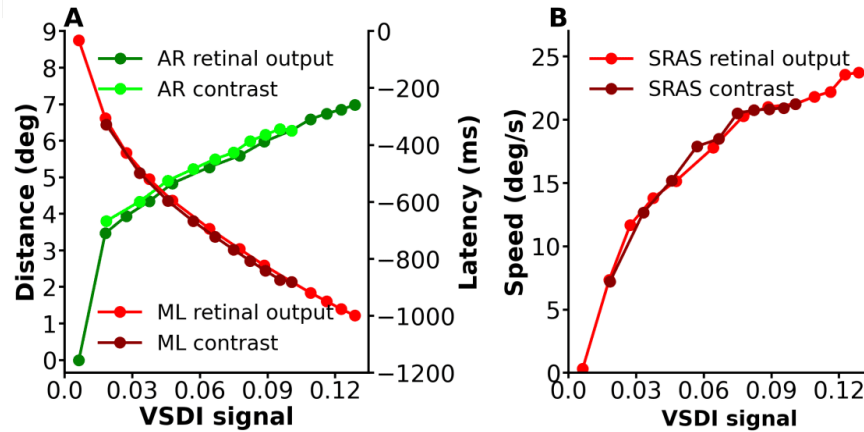 A
B
9
8
7
6
5
4
3
2
1
0
Distance (deg)
AR retinal output
AR contrast
ML retinal output
ML contrast
0
−200
−400
−600
−800
−1000
−1200
Latency (ms)
0.0 0.03 0.06 0.09 0.12
VSDI signal
25
20
15
10
5
0
Speed (deg/s)
SRAS retinal output
SRAS contrast
0.0 0.03 0.06 0.09 0.12
VSDI signal